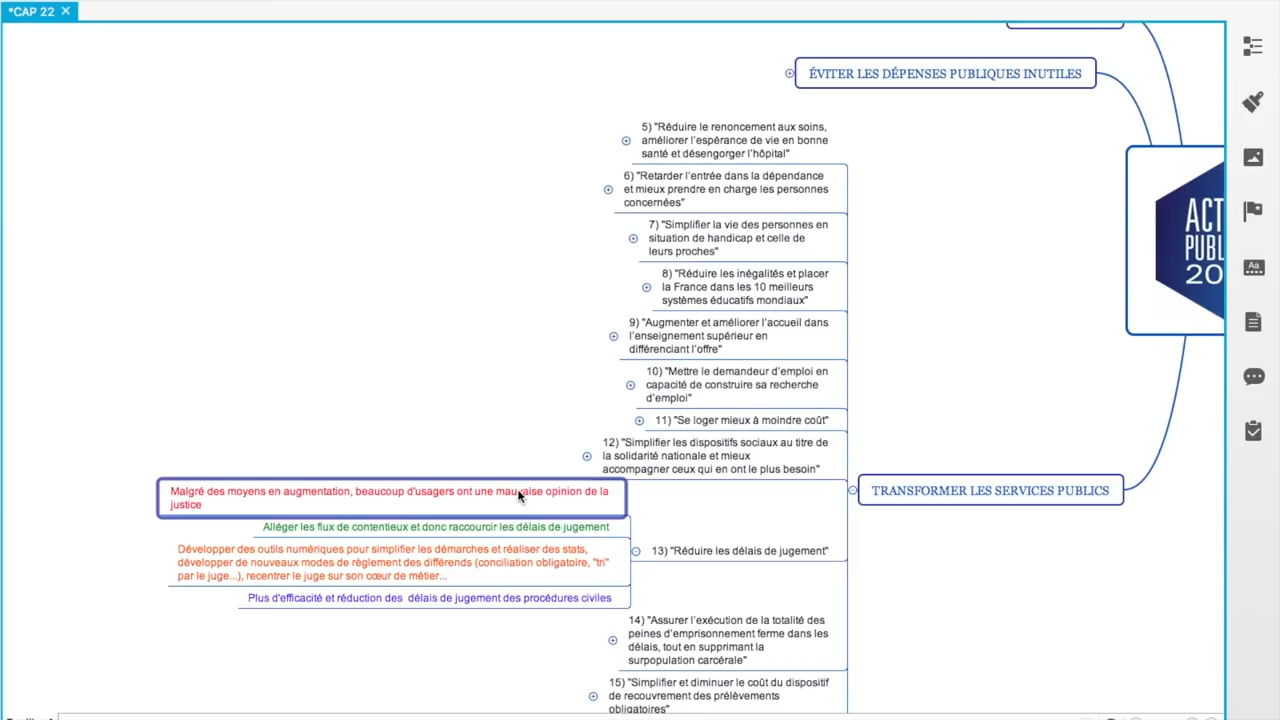 *CAP 22
ÉVITER LES DÉPENSES PUBLIQUES INUTILES
5) "Réduire le renoncement aux soins,
améliorer l'espérance de vie en bonne
santé et désengorger l'hôpital"
6) "Retarder l'entrée dans la dépendance
et mieux prendre en charge les personnes
concernées"
7) "Simplifier la vie des personnes en
situation de handicap et celle de
leurs proches"
8) "Réduire les inégalités et placer
la France dans les 10 meilleurs
systèmes éducatifs mondiaux"
9) "Augmenter et améliorer l'accueil dans
l'enseignement supérieur en
différenciant l'offre"
10) "Mettre le demandeur d'emploi en
capacité de construire sa recherche
d'emploi"
11) "Se loger mieux à moindre coût"
12) "Simplifier les dispositifs sociaux au titre de
la solidarité nationale et mieux
accompagner ceux qui en ont le plus besoin"
Malgré des moyens en augmentation, beaucoup d'usagers ont une mauvaise opinion de la
justice
Alléger les flux de contentieux et donc raccourcir les délais de jugement
Développer des outils numériques pour simplifier les démarches et réaliser des stats,
développer de nouveaux modes de règlement des différends (conciliation obligatoire, "tri"
par le juge...), recentrer le juge sur son cœur de métier...
Plus d'efficacité et réduction des  délais de jugement des procédures civiles
13) "Réduire les délais de jugement"
14) "Assurer l'exécution de la totalité des
peines d'emprisonnement ferme dans les
délais, tout en supprimant la
surpopulation carcérale"
15) "Simplifier et diminuer le coût du dispositif
de recouvrement des prélèvements
obligatoires"
TRANSFORMER LES SERVICES PUBLICS
ACT
PUBL
20
Aa